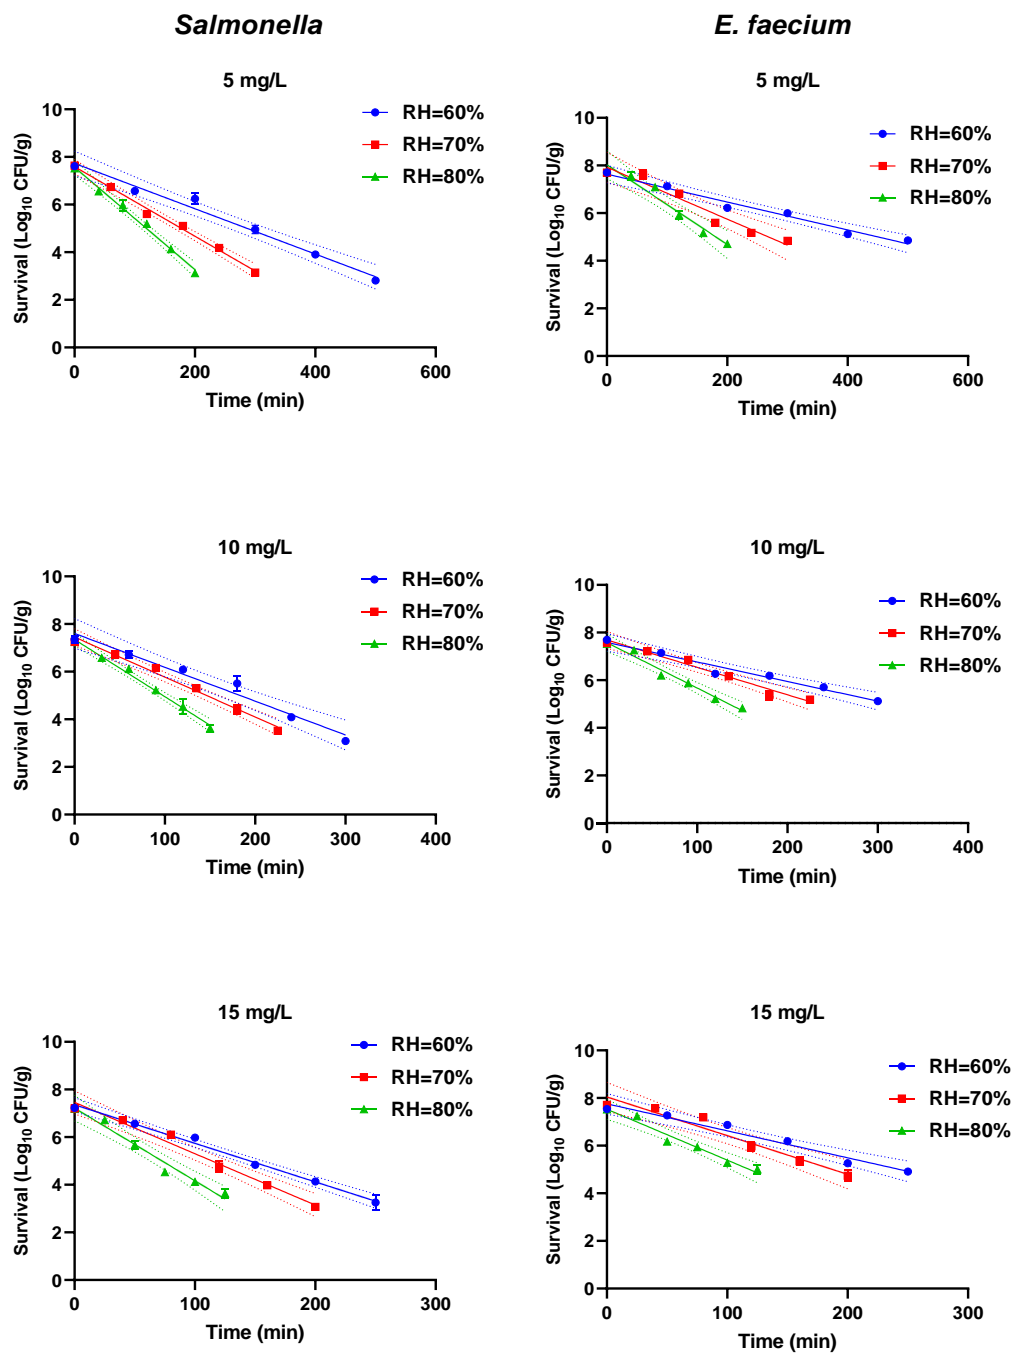 Salmonella
E. faecium
5 mg/L
Survival (Log₁₀ CFU/g)
10
8
6
4
2
0
0 200 400 600
Time (min)
RH=60%
RH=70%
RH=80%
5 mg/L
Survival (Log₁₀ CFU/g)
10
8
6
4
2
0
0 200 400 600
Time (min)
RH=60%
RH=70%
RH=80%
10 mg/L
Survival (Log₁₀ CFU/g)
10
8
6
4
2
0
0 100 200 300 400
Time (min)
RH=60%
RH=70%
RH=80%
10 mg/L
Survival (Log₁₀ CFU/g)
10
8
6
4
2
0
0 100 200 300 400
Time (min)
RH=60%
RH=70%
RH=80%
15 mg/L
Survival (Log₁₀ CFU/g)
10
8
6
4
2
0
0 100 200 300
Time (min)
RH=60%
RH=70%
RH=80%
15 mg/L
Survival (Log₁₀ CFU/g)
10
8
6
4
2
0
0 100 200 300
Time (min)
RH=60%
RH=70%
RH=80%